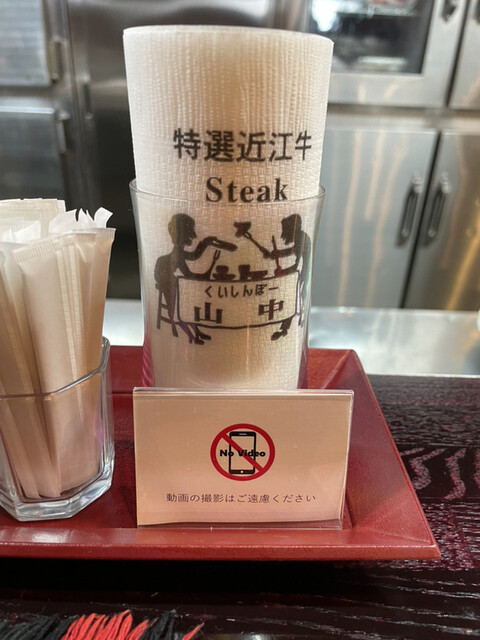 特選近江牛
Steak
くいしんぼー
山中
No Video
動画の撮影はご遠慮ください